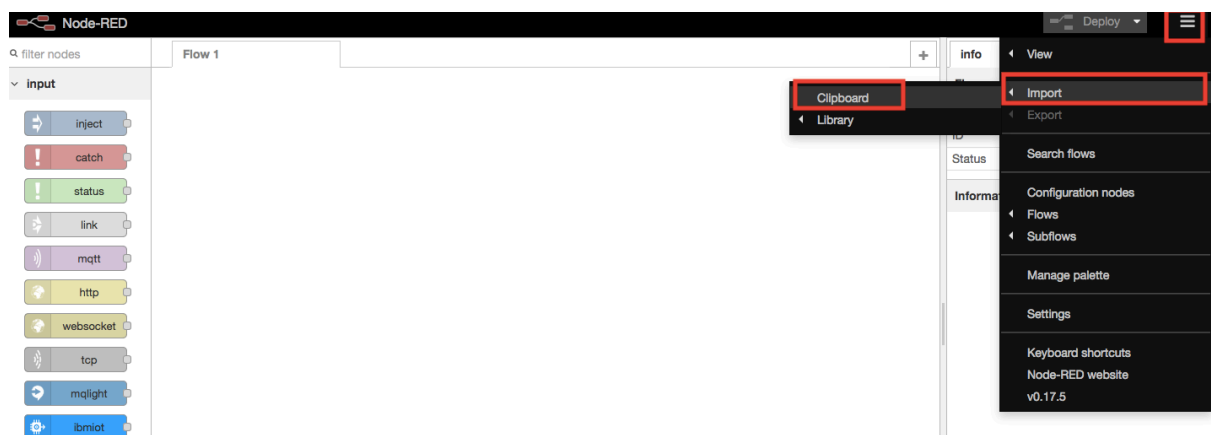 Node-RED
Deploy
filter nodes
Flow 1
+
info
View
input
Clipboard
Import
Library
Export
inject
ID
catch
Status
Search flows
status
Informa
Configuration nodes
link
Flows
Subflows
mqtt
Manage palette
http
Settings
websocket
Keyboard shortcuts
tcp
Node-RED website
mqlight
v0.17.5
ibmiot